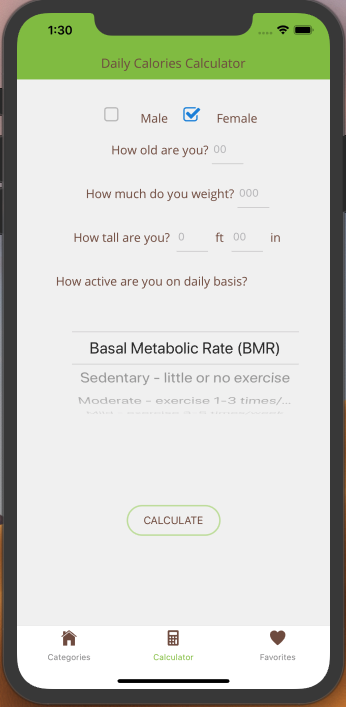 1:30
Daily Calories Calculator
Male Female
How old are you? 00
How much do you weight? 000
How tall are you? 0 ft 00 in
How active are you on daily basis?
Basal Metabolic Rate (BMR)
Sedentary - little or no exercise
Moderate - exercise 1-3 times/...
CALCULATE
Categories Calculator Favorites